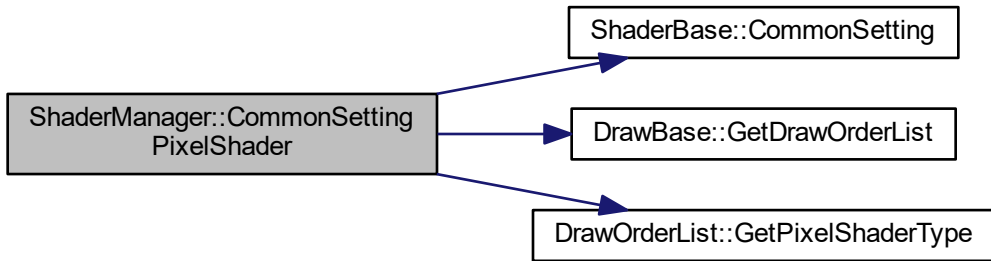 ShaderManager::CommonSetting
PixelShader
ShaderBase::CommonSetting
DrawBase::GetDrawOrderList
DrawOrderList::GetPixelShaderType